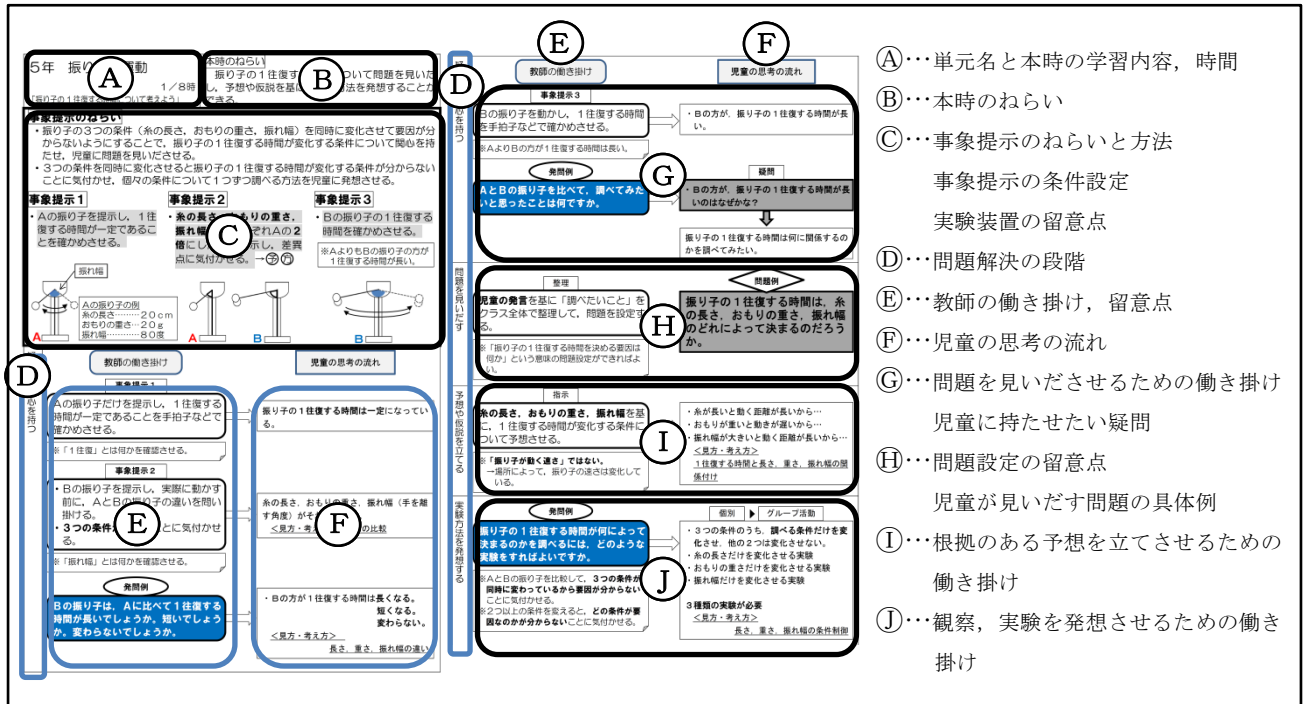 5年 振り
運動
1/8時
「振り子の1往復する
について考えよう」
Ⓐ
本時のねらい
振り子の1往復す
ついて問題を見いだ
し，予想や仮説を基に
方法を発想することが
できる。
Ⓑ
事象提示のねらい
・振り子の3つの条件（糸の長さ，おもりの重さ，振れ幅）を同時に変化させて要因が分
からないようにすることで，振り子の1往復する時間が変化する条件について関心を持
たせ，児童に問題を見いださせる。
・3つの条件を同時に変化させると振り子の1往復する時間が変化する条件が分からない
ことに気付かせ，個々の条件について1つずつ調べる方法を児童に発想させる。
事象提示1
・Aの振り子を提示し，1往
復する時間が一定であるこ
とを確かめさせる。
事象提示2
・糸の長さ，おもりの重さ，
振れ幅
ぞれAの2
倍にし
示し，差異
点に気付かせる。→㋵㋭
Ⓒ
事象提示3
・Bの振り子の1往復する
時間を確かめさせる。
※AよりもBの振り子の方が
1往復する時間が長い。
振れ幅
Aの振り子の例
糸の長さ………20cm
おもりの重さ…20g
振れ幅…………80度
A
A
B
B
教師の働き掛け
児童の思考の流れ
Ⓓ
心を持つ
事象提示1
Aの振り子だけを提示し，1往復する
時間が一定であることを手拍子などで
確かめさせる。
振り子の1往復する時間は一定になってい
る。
※「1往復」とは何かを確認させる。
事象提示2
・Bの振り子を提示し，実際に動かす
前に，AとBの振り子の違いを問い
掛ける。
・3つの条件
ことに気付かせ
る。
Ⓔ
糸の長さ，おもりの重さ，振れ幅（手を離
す角度）がそ
＜見方・考え
の比較
Ⓕ
※「振れ幅」とは何かを確認させる。
発問例
Bの振り子は，Aに比べて1往復する
時間が長いでしょうか。短いでしょう
か。変わらないでしょうか。
・Bの方が1往復する時間は長くなる。
短くなる。
変わらない。
＜見方・考え方＞
長さ，重さ，振れ幅の違い
Ⓔ
Ⓕ
教師の働き掛け
児童の思考の流れ
Ⓓ
心を持つ
事象提示3
Bの振り子を動かし，1往復する時間
を手拍子などで確かめさせる。
・Bの方が，振り子の1往復する時間が長
い。
※AよりBの方が1往復する時間は長い。
発問例
AとBの振り子を比べて，調べてみた
いと思ったことは何ですか。
Ⓖ
疑問
・Bの方が，振り子の1往復する時間が長
いのはなぜかな？
振り子の1往復する時間は何に関係するの
かを調べてみたい。
問題を見いだす
整理
児童の発言を基に「調べたいこと」を
クラス全体で整理して，問題を設定す
る。
※「振り子の1往復する時間を決める要因は
何か」という意味の問題設定ができればよ
い。
Ⓗ
問題例
振り子の1往復する時間は，糸
の長さ，おもりの重さ，振れ幅
のどれによって決まるのだろう
か。
予想や仮説を立てる
指示
糸の長さ，おもりの重さ，振れ幅を基
に，1往復する時間が変化する条件に
ついて予想させる。
※「振り子が動く速さ」ではない。
→場所によって，振り子の速さは変化して
いる。
Ⓘ
・糸が長いと動く距離が長いから…
・おもりが重いと動きが遅いから…
・振れ幅が大きいと動く距離が長いから…
＜見方・考え方＞
1往復する時間と長さ，重さ，振れ幅の関
係付け
実験方法を発想する
発問例
振り子の1往復する時間が何によって
決まるのかを調べるには，どのような
実験をすればよいですか。
※AとBの振り子を比較して，3つの条件が
同時に変わっているから要因が分からない
ことに気付かせる。
※2つ以上の条件を変えると，どの条件が要
因なのかが分からないことに気付かせる。
Ⓙ
個別 ▶ グループ活動
・3つの条件のうち，調べる条件だけを変
化させ，他の2つは変化させない。
・糸の長さだけを変化させる実験
・おもりの重さだけを変化させる実験
・振れ幅だけを変化させる実験
3種類の実験が必要
＜見方・考え方＞
長さ，重さ，振れ幅の条件制御
Ⓐ…単元名と本時の学習内容，時間
Ⓑ…本時のねらい
Ⓒ…事象提示のねらいと方法
事象提示の条件設定
実験装置の留意点
Ⓓ…問題解決の段階
Ⓔ…教師の働き掛け，留意点
Ⓕ…児童の思考の流れ
Ⓖ…問題を見いださせるための働き掛け
児童に持たせたい疑問
Ⓗ…問題設定の留意点
児童が見いだす問題の具体例
Ⓘ…根拠のある予想を立てさせるための
働き掛け
Ⓙ…観察，実験を発想させるための働き
掛け